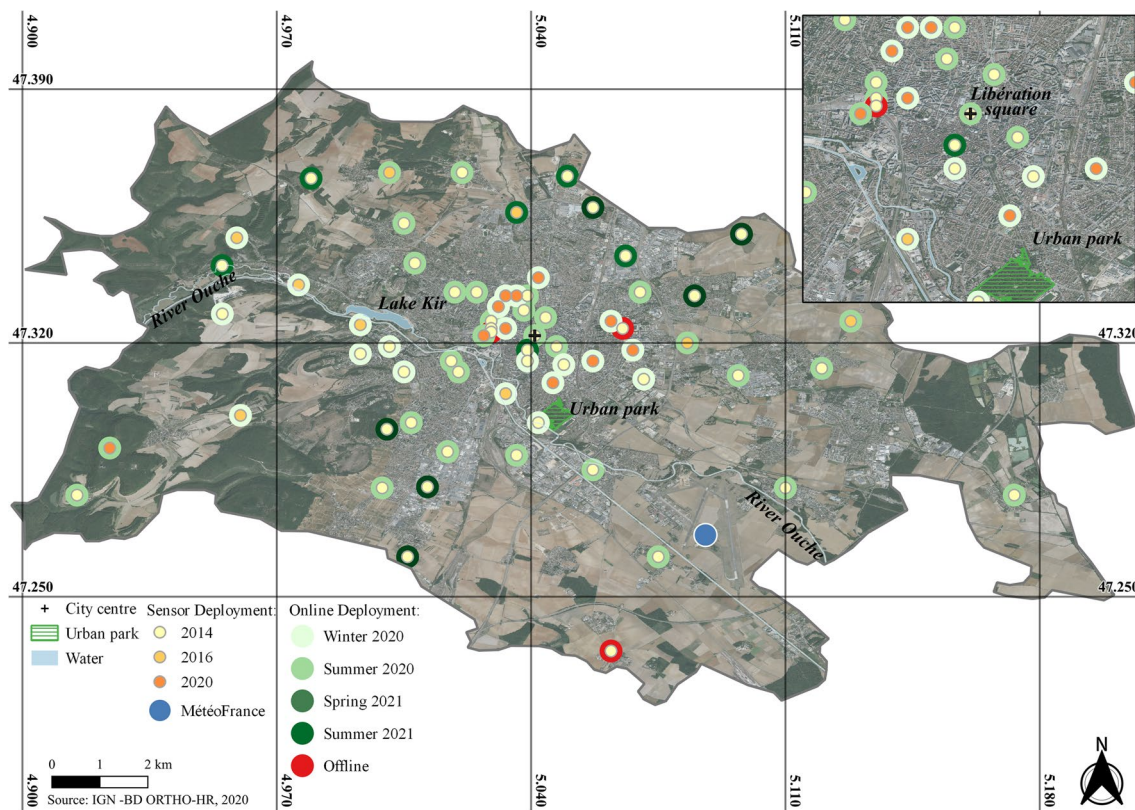 4.900
4.970
5.040
5.110
47.390
47.390
Libération
square
Urban park
River Ouche
Lake Kir
47.320
47.320
Urban park
River Ouche
47.250
47.250
City centre
Urban park
Water
Sensor Deployment:
2014
2016
2020
MétéoFrance
Online Deployment:
Winter 2020
Summer 2020
Spring 2021
Summer 2021
Offline
0 1 2 km
Source: IGN -BD ORTHO-HR, 2020
N
4.900
4.970
5.040
5.110
5.180